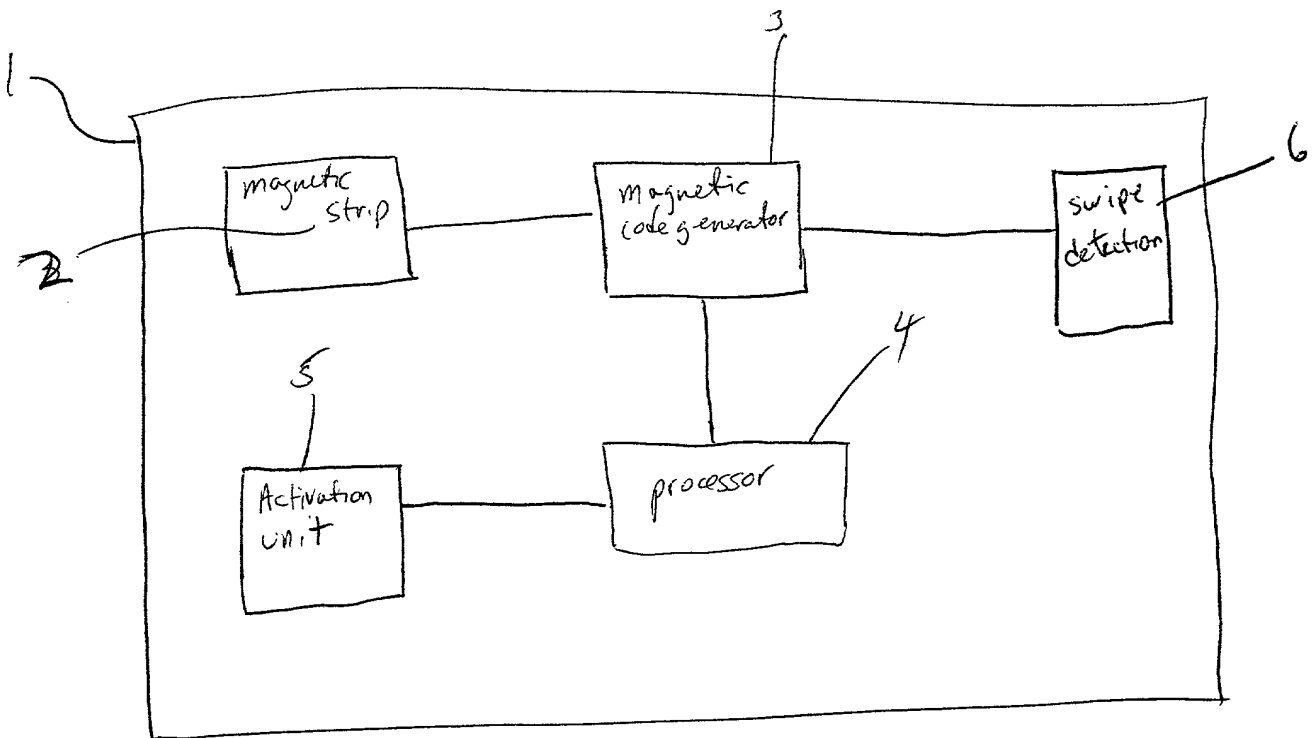 3
1
6
magnetic
strip
magnetic
code generator
swipe
detection
2
5
4
Activation
unit
processor